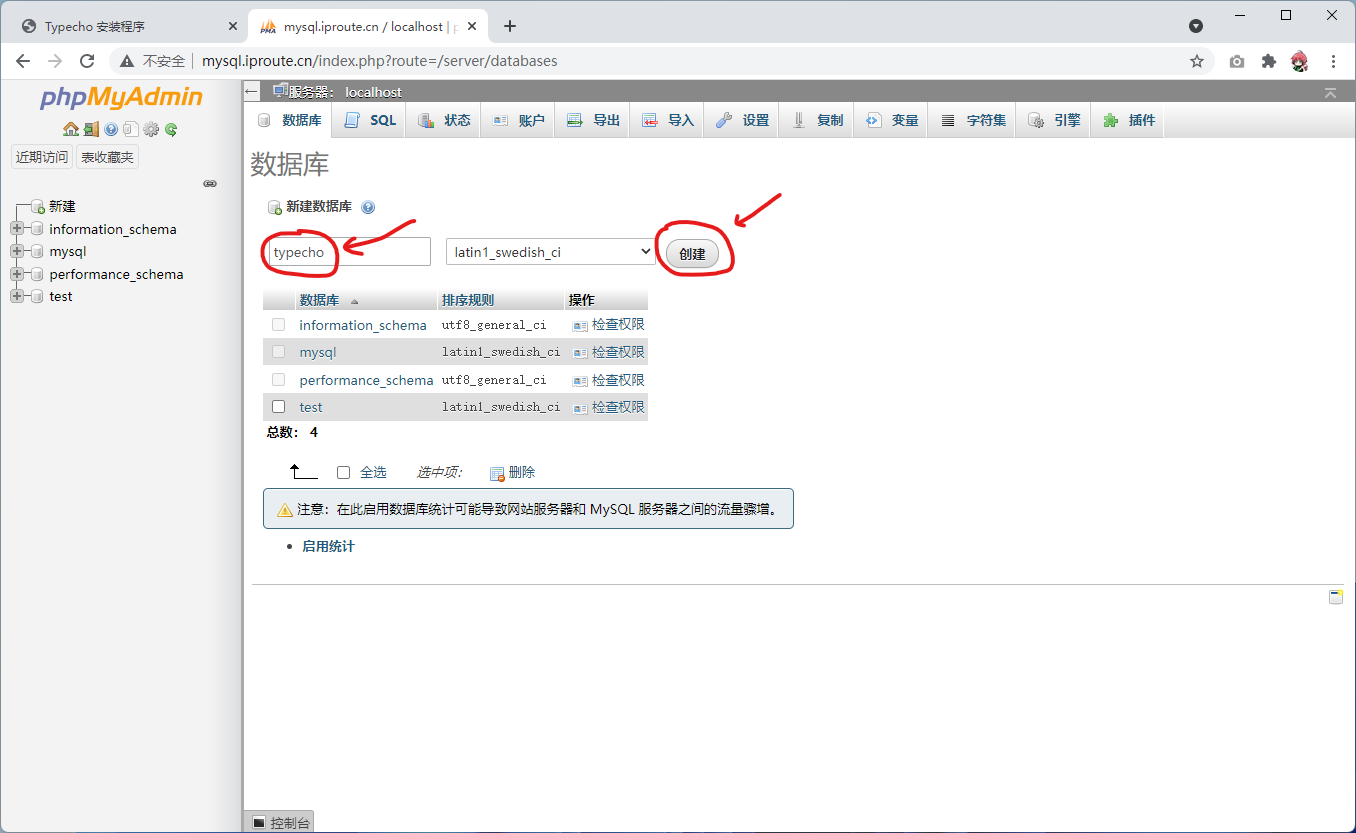 Typecho 安装程序
mysql.iproute.cn / localhost | p
不安全 mysql.iproute.cn/index.php?route=/server/databases
phpMyAdmin
近期访问 表收藏夹
新建
information_schema
mysql
performance_schema
test
服务器: localhost
数据库 SQL 状态 账户 导出 导入 设置 复制 变量 字符集 引擎 插件
数据库
新建数据库
typecho latin1_swedish_ci 创建
数据库 排序规则 操作
information_schema utf8_general_ci 检查权限
mysql latin1_swedish_ci 检查权限
performance_schema utf8_general_ci 检查权限
test latin1_swedish_ci 检查权限
总数: 4
全选 选中项: 删除
注意: 在此启用数据库统计可能导致网站服务器和 MySQL 服务器之间的流量骤增。
启用统计
控制台